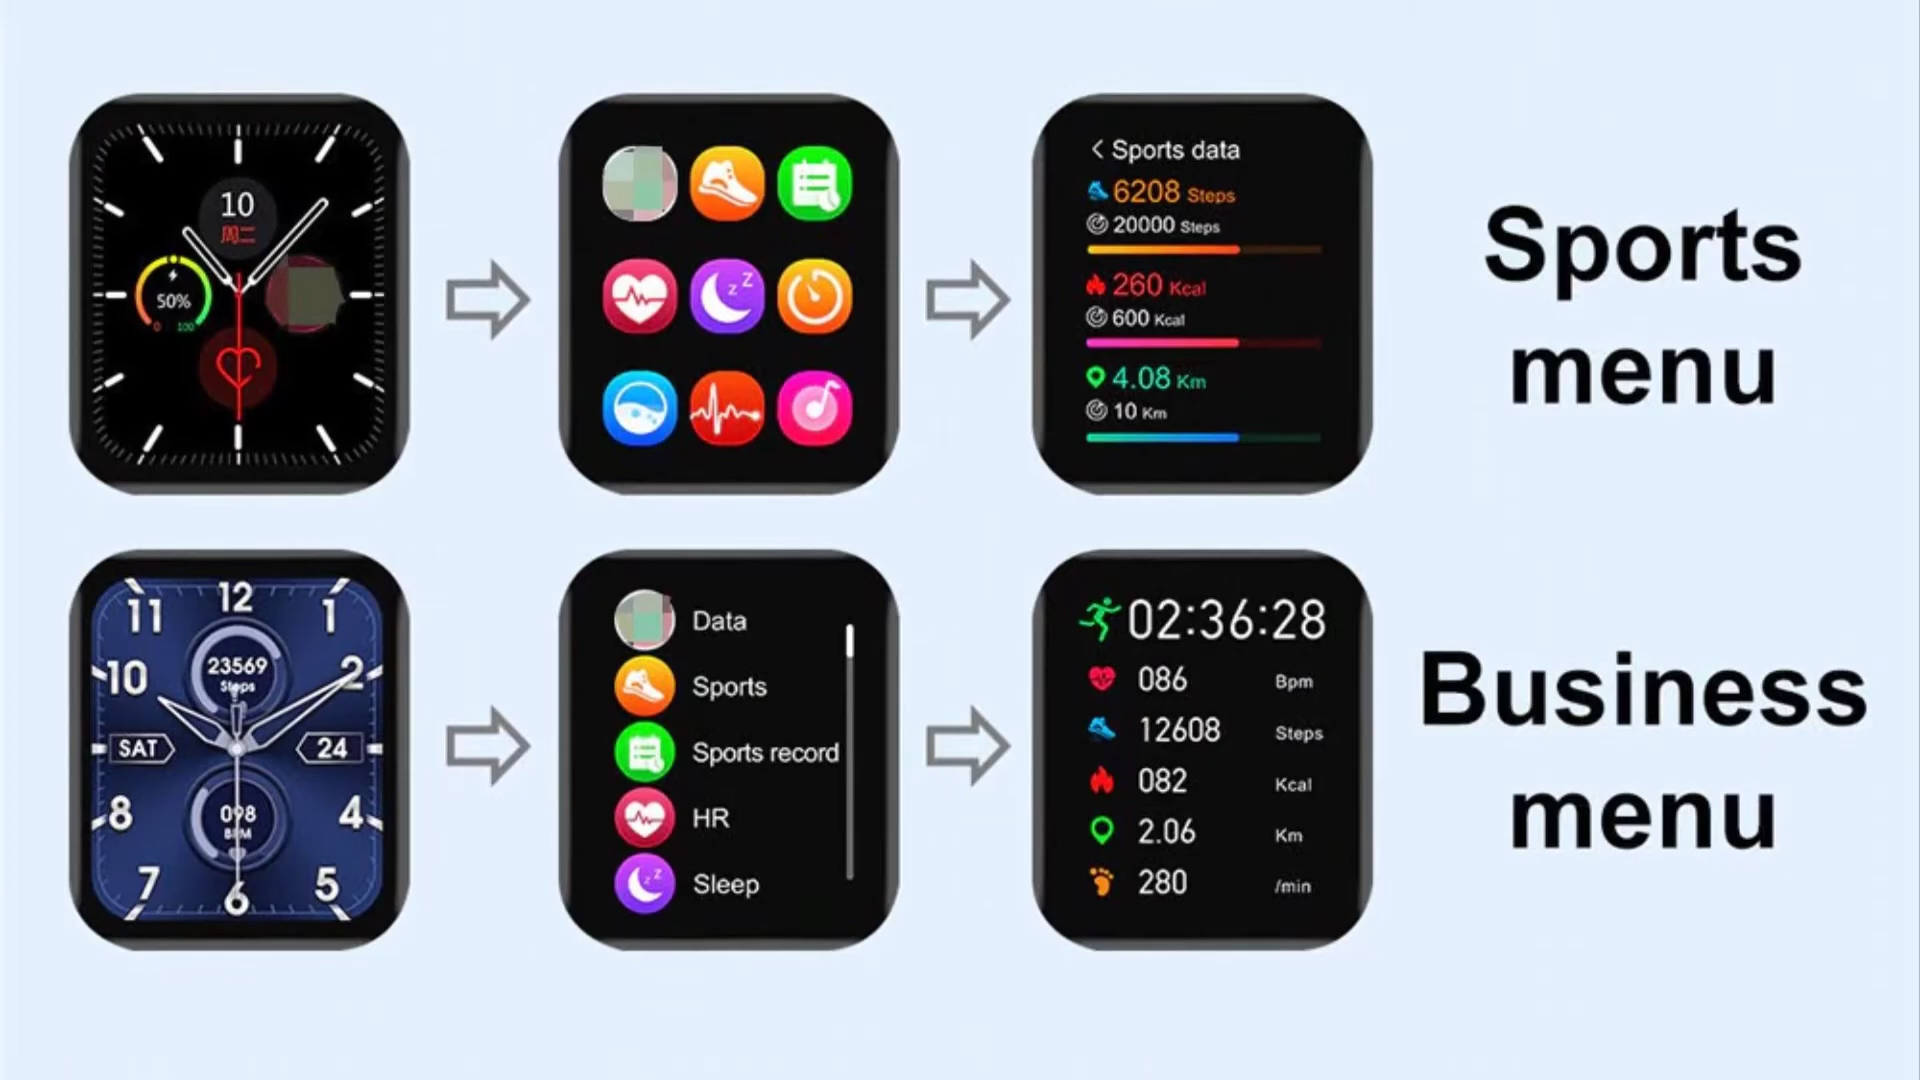 10
周二
50%
0 100
< Sports data
6208 Steps
20000 Steps
260 Kcal
600 Kcal
4.08 Km
10 Km
Sports
menu
12
11 1
23569
Steps
10 2
SAT 24
8 098 4
BPM
7 5
6
Data
Sports
Sports record
HR
Sleep
02:36:28
086 Bpm
12608 Steps
082 Kcal
2.06 Km
280 /min
Business
menu